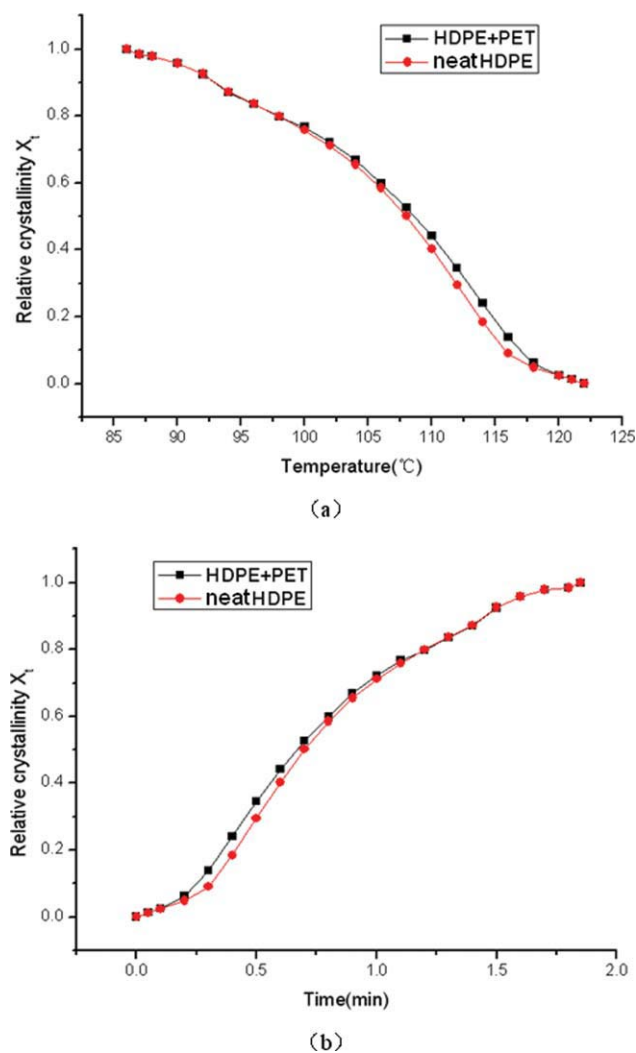 1.0
0.8
0.6
0.4
0.2
0.0
Relative crystallinity Xt
HDPE+PET
neatHDPE
85 90 95 100 105 110 115 120 125
Temperature(℃)
（a）
1.0
0.8
0.6
0.4
0.2
0.0
Relative crystallinity Xt
HDPE+PET
neatHDPE
0.0 0.5 1.0 1.5 2.0
Time(min)
（b）